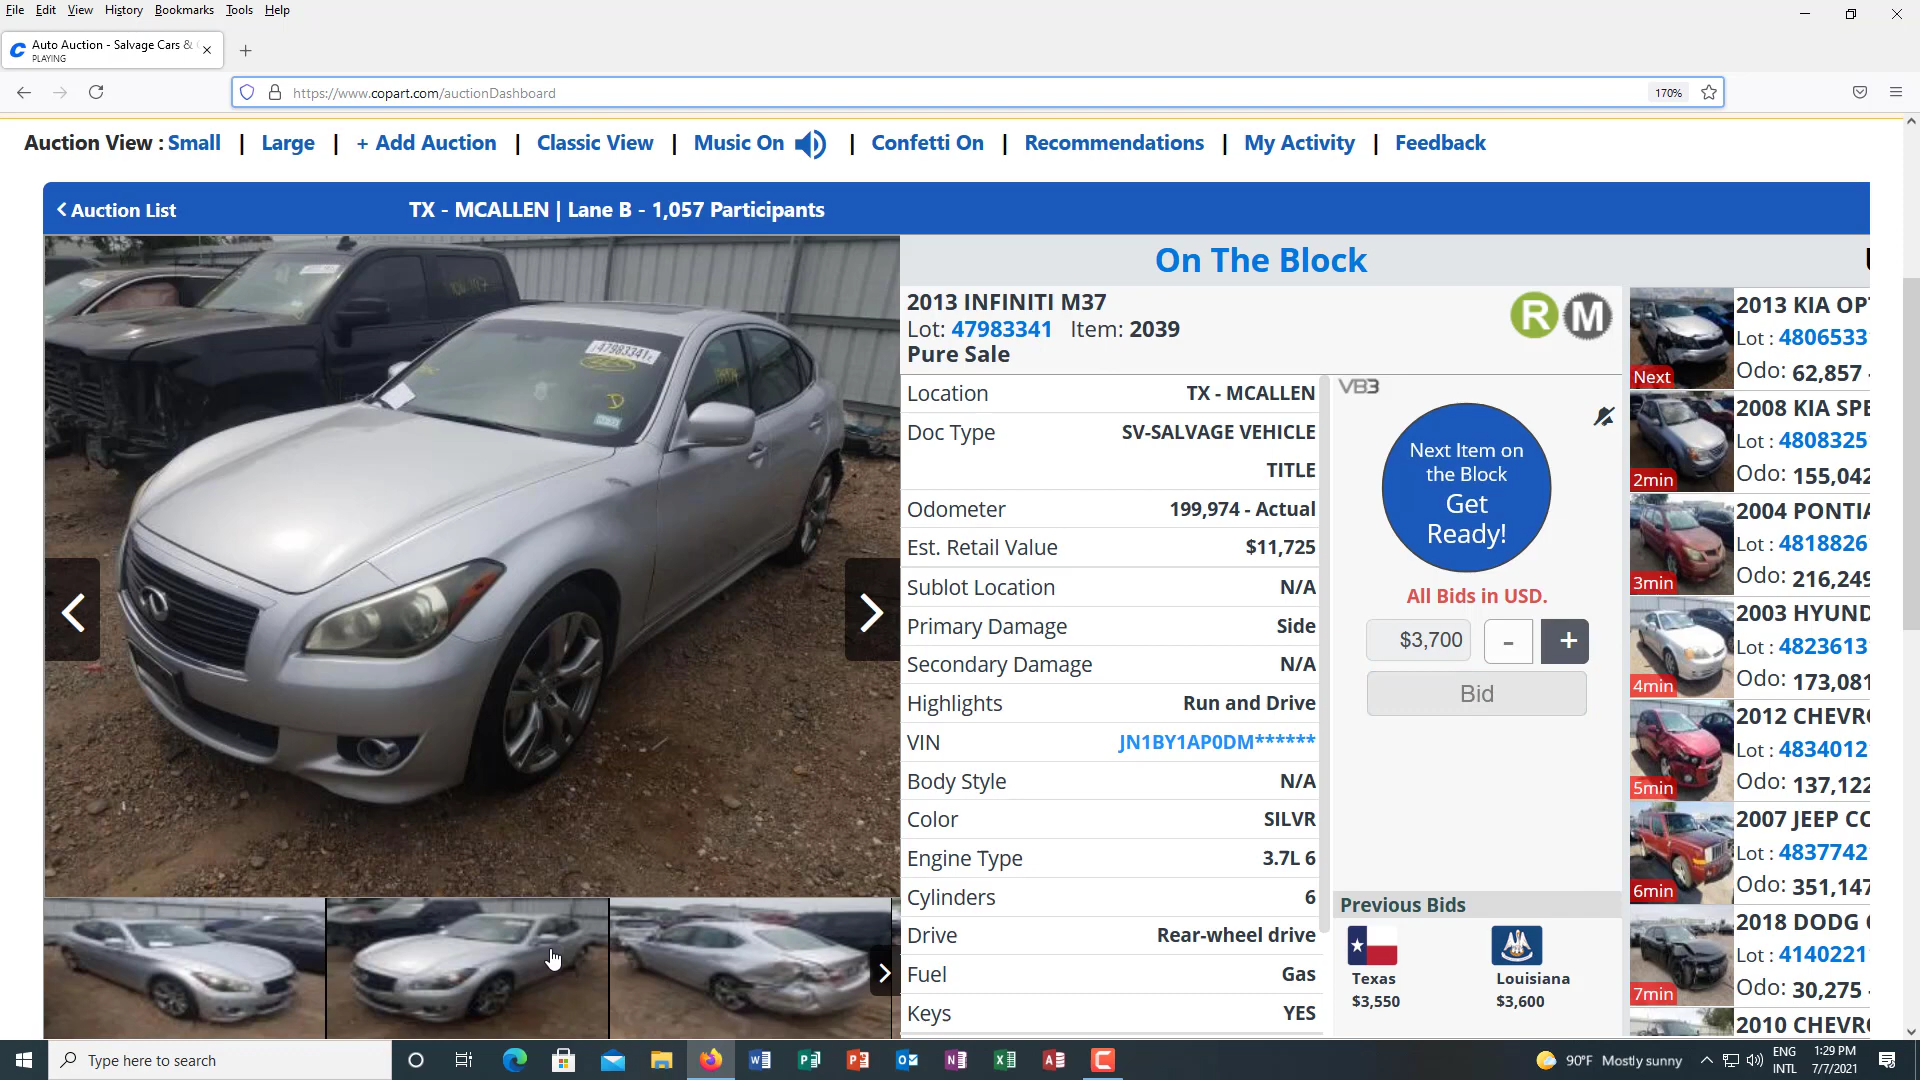 File Edit View History Bookmarks Tools Help
Auto Auction - Salvage Cars &
PLAYING
https://www.copart.com/auctionDashboard
170%
Auction View : Small | Large | + Add Auction | Classic View | Music On | Confetti On | Recommendations | My Activity | Feedback
Auction List
TX - MCALLEN | Lane B - 1,057 Participants
On The Block
2013 INFINITI M37
Lot: 47983341 Item: 2039
Pure Sale
R M
47983341
D
Location TX - MCALLEN
Doc Type SV-SALVAGE VEHICLE
TITLE
Odometer 199,974 - Actual
Est. Retail Value $11,725
Sublot Location N/A
Primary Damage Side
Secondary Damage N/A
Highlights Run and Drive
VIN JN1BY1AP0DM******
Body Style N/A
Color SILVR
Engine Type 3.7L 6
Cylinders 6
Drive Rear-wheel drive
Fuel Gas
Keys YES
VB3
Next Item on
the Block
Get
Ready!
All Bids in USD.
$3,700 - +
Bid
Previous Bids
Texas
$3,550
Louisiana
$3,600
2013 KIA OP
Lot : 4806533
Odo: 62,857 -
Next
2008 KIA SPE
Lot : 4808325
Odo: 155,042
2min
2004 PONTIA
Lot : 4818826
Odo: 216,249
3min
2003 HYUND
Lot : 4823613
Odo: 173,081
4min
2012 CHEVRO
Lot : 4834012
Odo: 137,122
5min
2007 JEEP CO
Lot : 4837742
Odo: 351,147
6min
2018 DODG
Lot : 4140221
Odo: 30,275 -
7min
2010 CHEVRO
Type here to search
90°F Mostly sunny
ENG
INTL
1:29 PM
7/7/2021